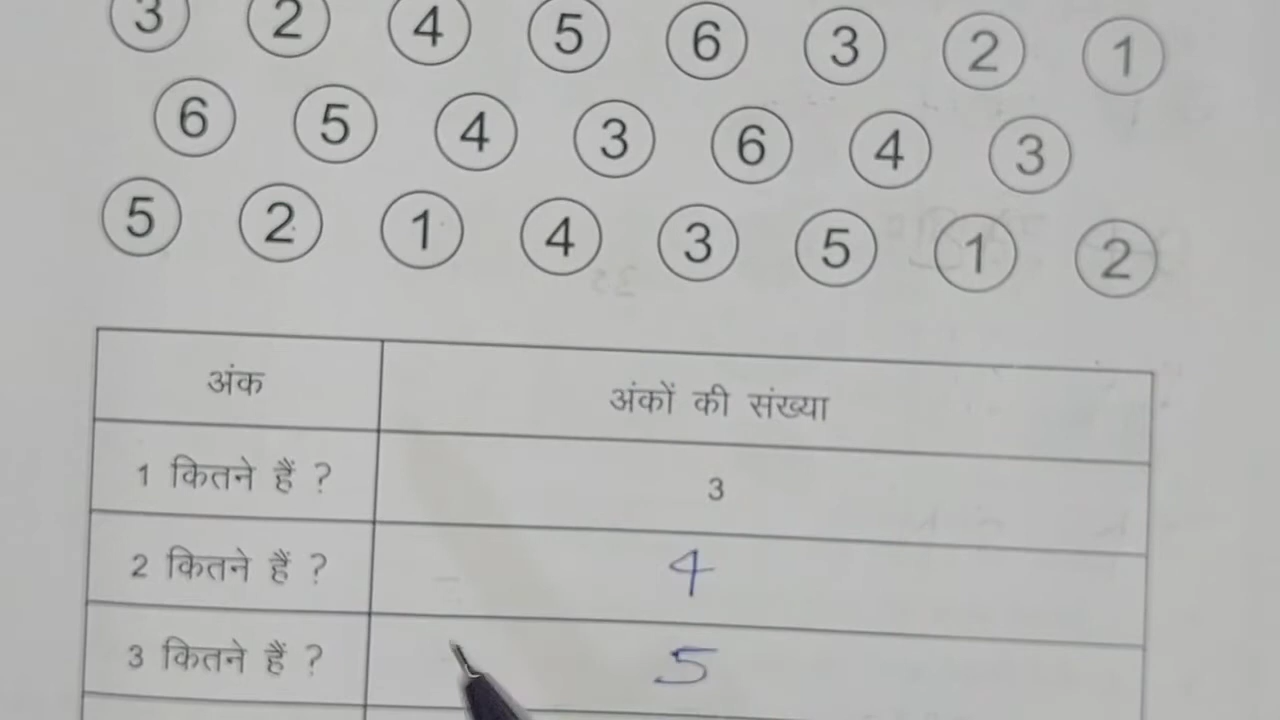 3 2 4 5 6 3 2 1
6 5 4 3 6 4 3
5 2 1 4 3 5 1 2
अंक अंकों की संख्या
1 कितने हैं ? 3
2 कितने हैं ? 4
3 कितने हैं ? 5